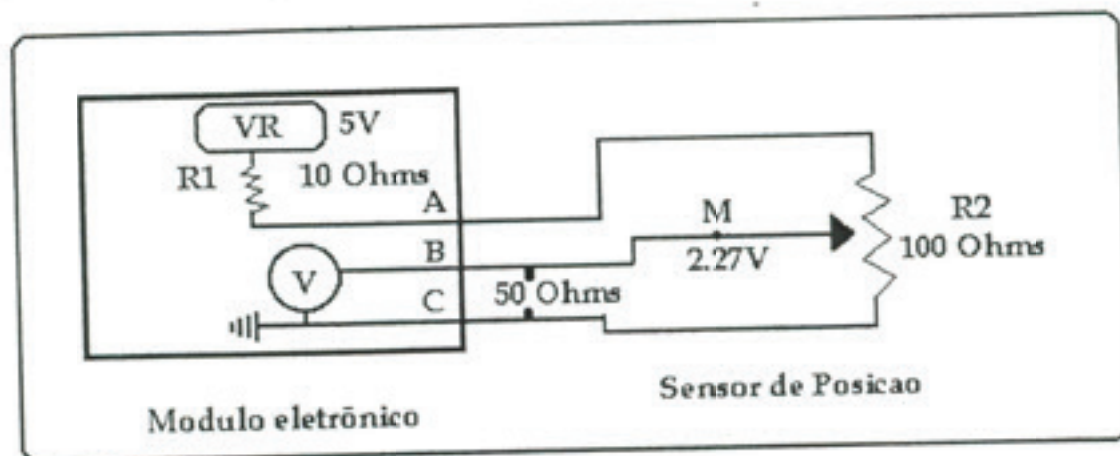 VR 5V
R1 10 Ohms
A
M R2
B 2.27V 100 Ohms
V
C 50 Ohms
Sensor de Posicao
Modulo eletrônico